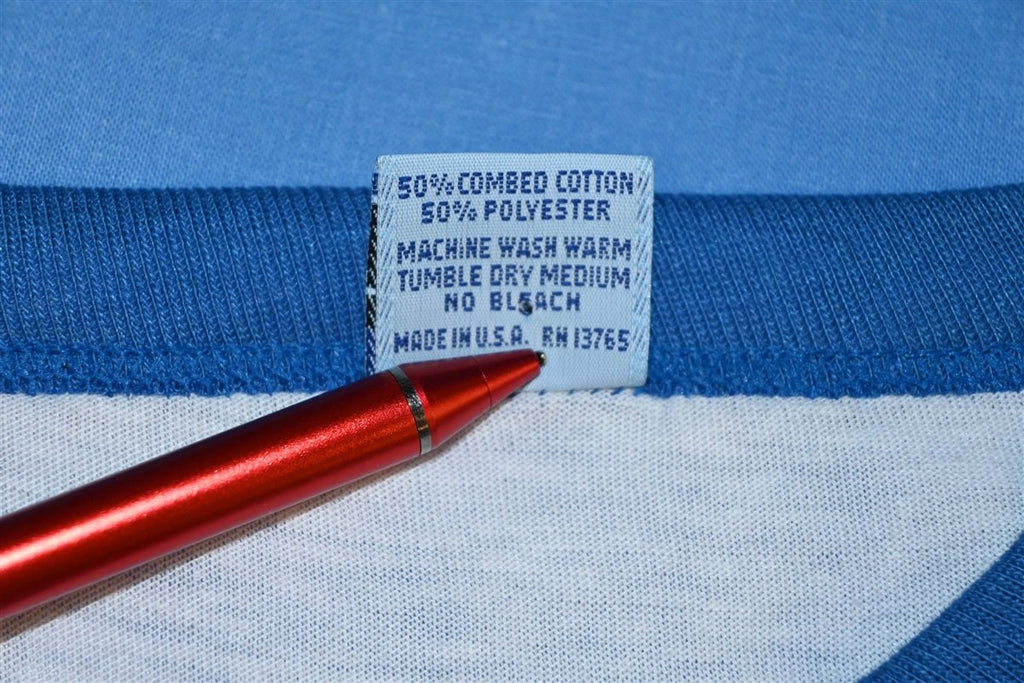 50% COMBED COTTON
50% POLYESTER
MACHINE WASH WARM
TUMBLE DRY MEDIUM
NO BLEACH
MADE IN U.S.A. RN 13765